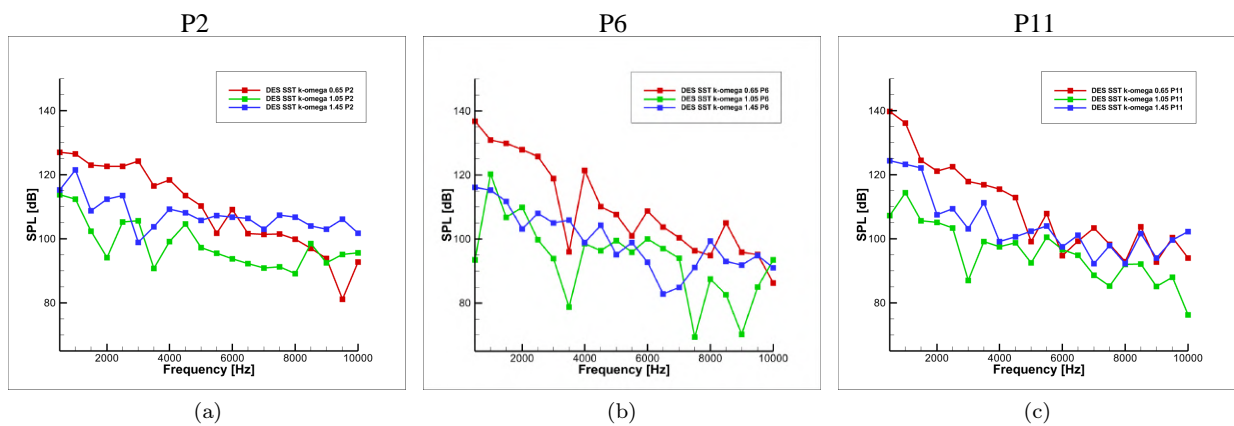 P2
P6
P11
DES SST k-omega 0.65 P2
DES SST k-omega 1.05 P2
DES SST k-omega 1.45 P2
140
120
100
80
SPL [dB]
2000 4000 6000 8000 10000
Frequency [Hz]
(a)
DES SST k-omega 0.65 P6
DES SST k-omega 1.05 P6
DES SST k-omega 1.45 P6
140
120
100
80
SPL [dB]
2000 4000 6000 8000 10000
Frequency [Hz]
(b)
DES SST k-omega 0.65 P11
DES SST k-omega 1.05 P11
DES SST k-omega 1.45 P11
140
120
100
80
SPL [dB]
2000 4000 6000 8000 10000
Frequency [Hz]
(c)